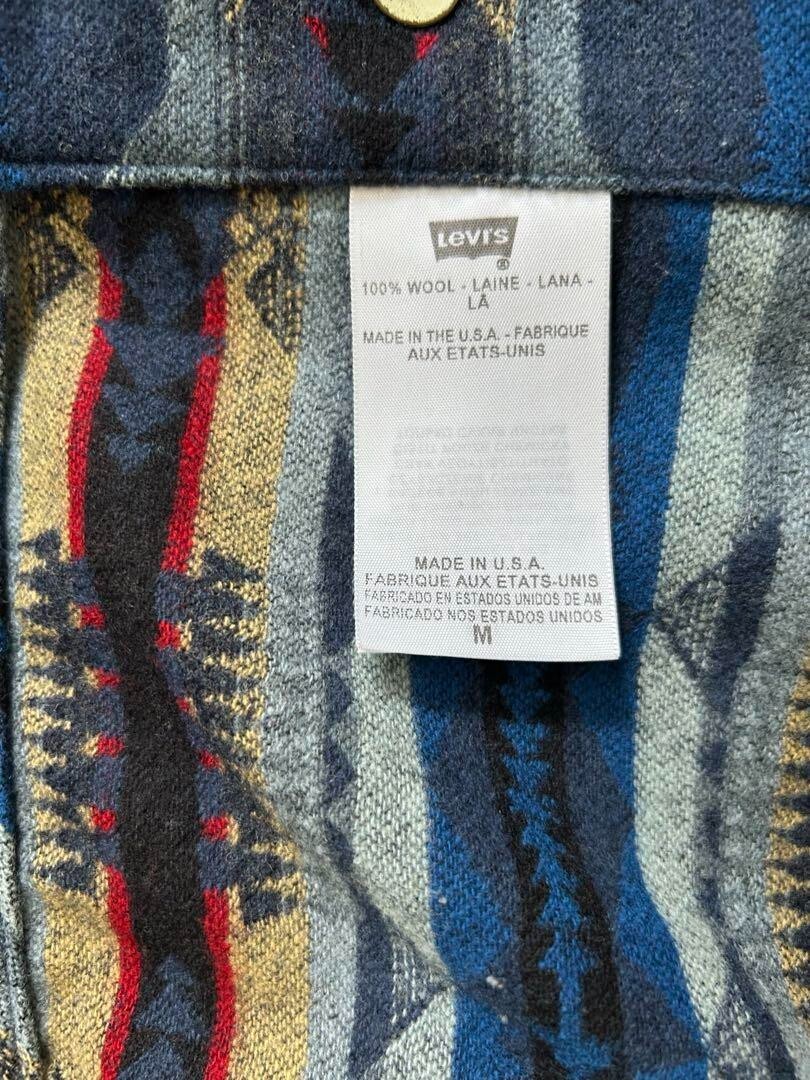 Levi's
®
100% WOOL - LAINE - LANA -
LÃ
MADE IN THE U.S.A. - FABRIQUE
AUX ETATS-UNIS
MADE IN U.S.A.
FABRIQUE AUX ETATS-UNIS
FABRICADO EN ESTADOS UNIDOS DE AM
FABRICADO NOS ESTADOS UNIDOS
M